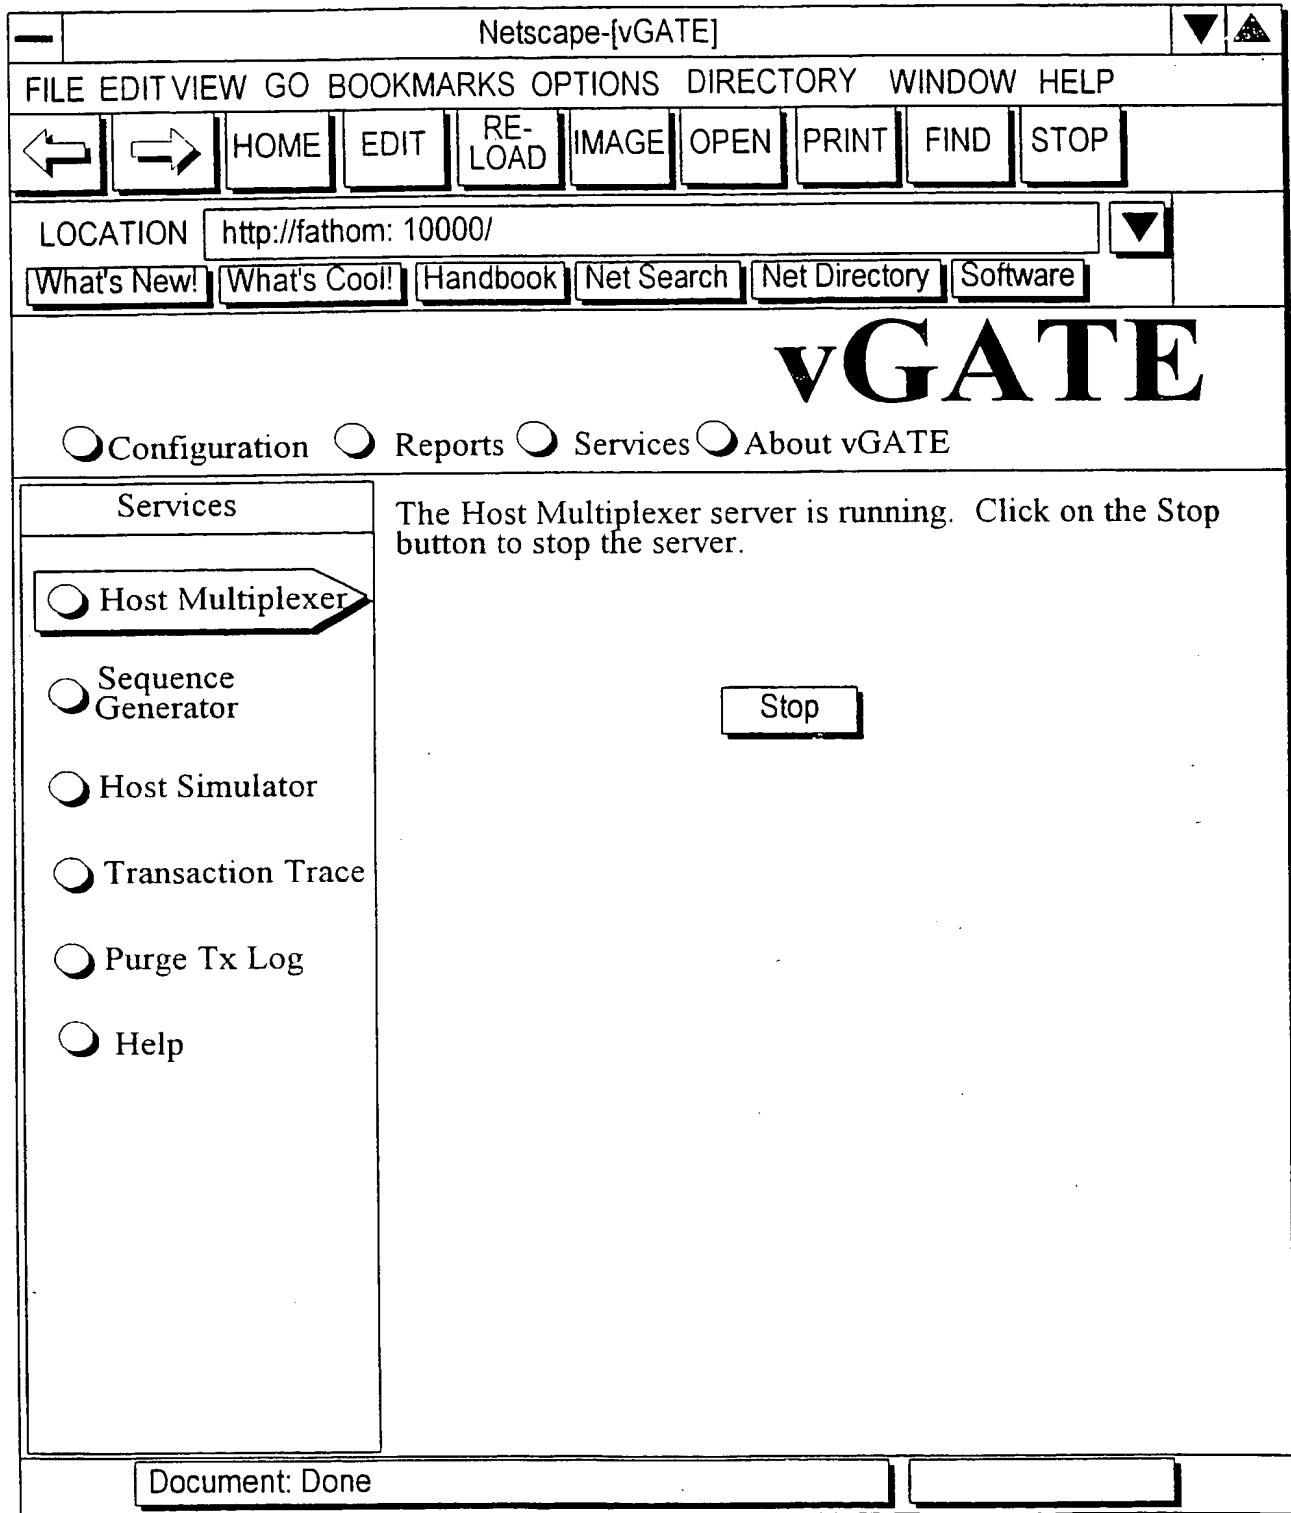 Netscape-[vGATE]
FILE EDIT VIEW GO BOOKMARKS OPTIONS DIRECTORY WINDOW HELP
HOME EDIT RE-LOAD IMAGE OPEN PRINT FIND STOP
LOCATION http://fathom: 10000/
What's New! What's Cool! Handbook Net Search Net Directory Software
vGATE
Configuration Reports Services About vGATE
Services
Host Multiplexer
Sequence
Generator
Host Simulator
Transaction Trace
Purge Tx Log
Help
The Host Multiplexer server is running. Click on the Stop
button to stop the server.
Stop
Document: Done